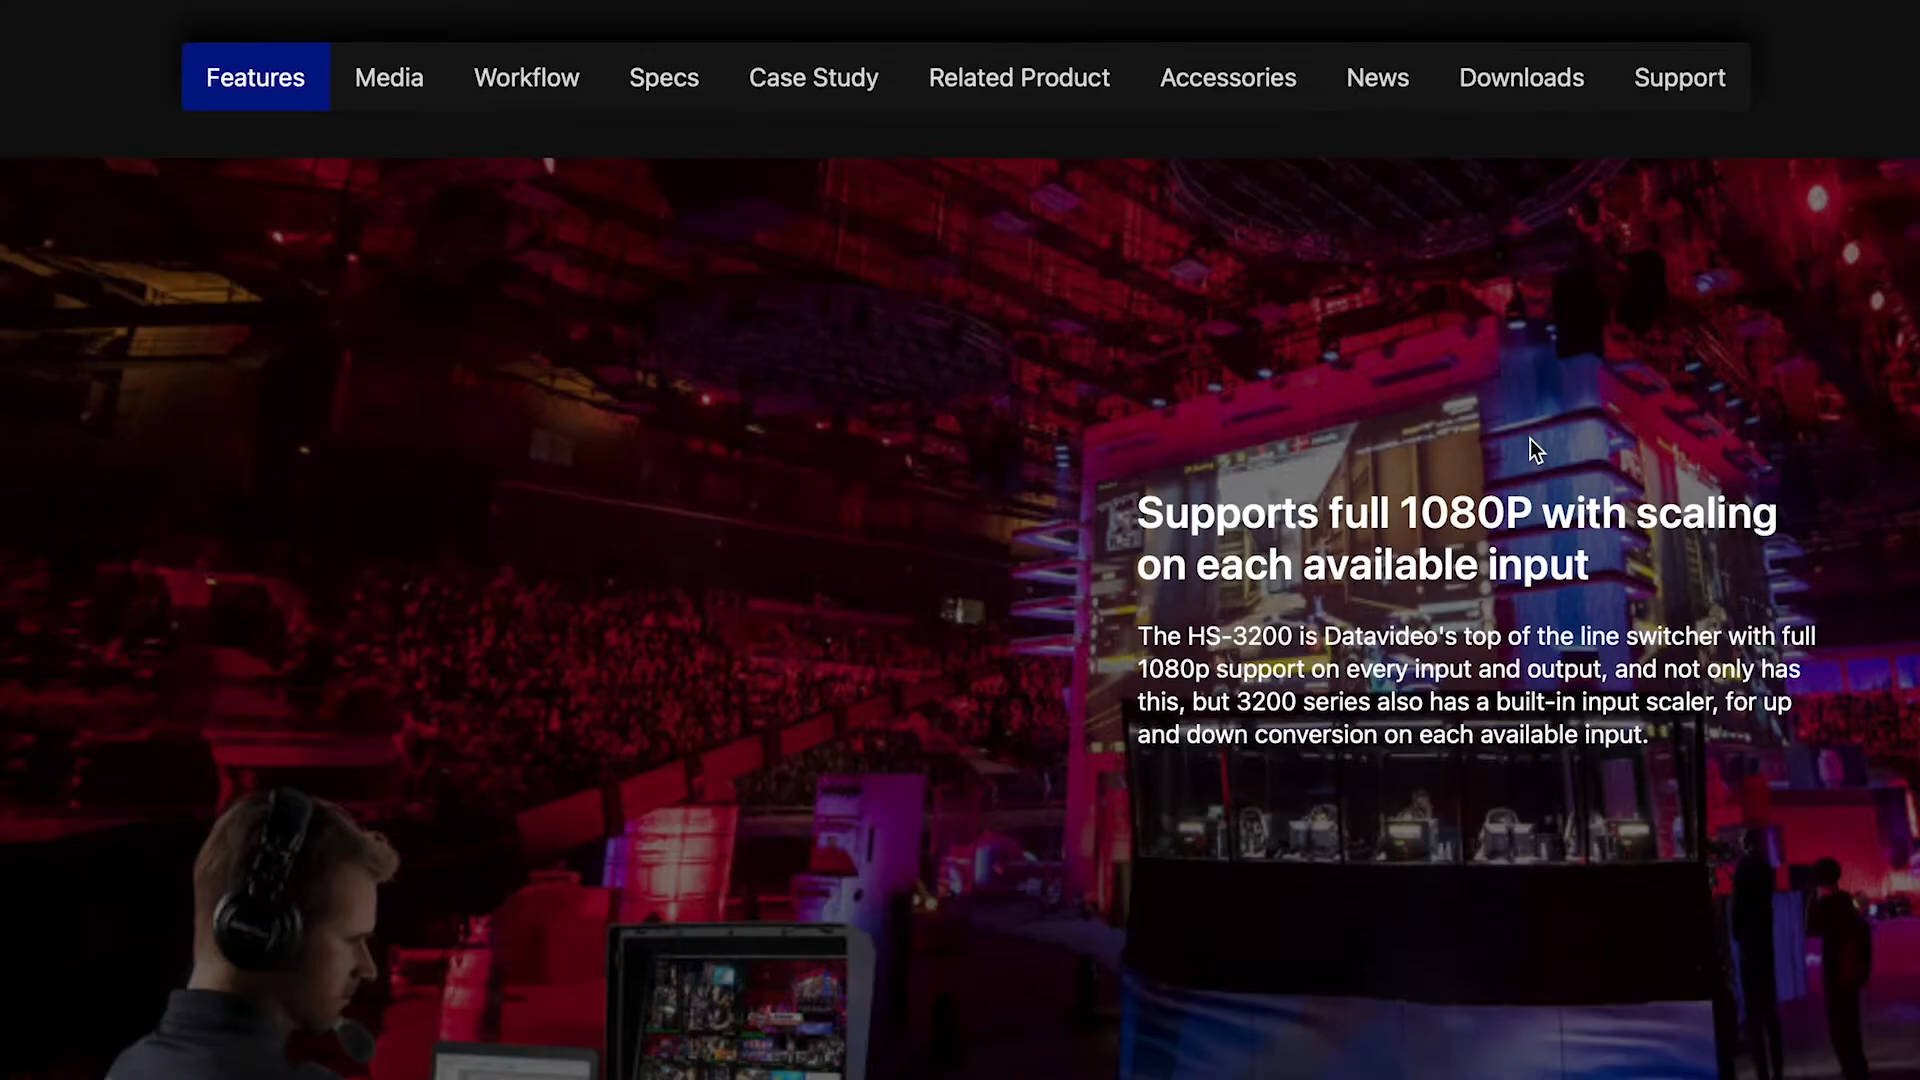 Features Media Workflow Specs Case Study Related Product Accessories News Downloads Support
Supports full 1080P with scaling
on each available input
The HS-3200 is Datavideo's top of the line switcher with full
1080p support on every input and output, and not only has
this, but 3200 series also has a built-in input scaler, for up
and down conversion on each available input.